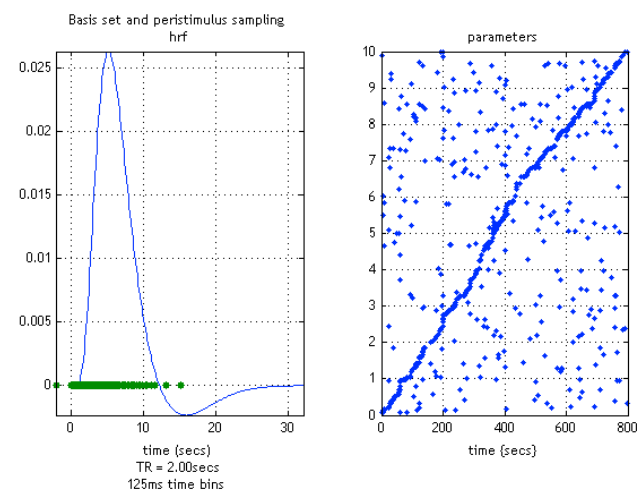 Basis set and peristimulus sampling
hrf
0.025
0.02
0.015
0.01
0.005
0
0 10 20 30
time (secs)
TR = 2.00secs
125ms time bins
parameters
10
9
8
7
6
5
4
3
2
1
0
0 200 400 600 800
time {secs}